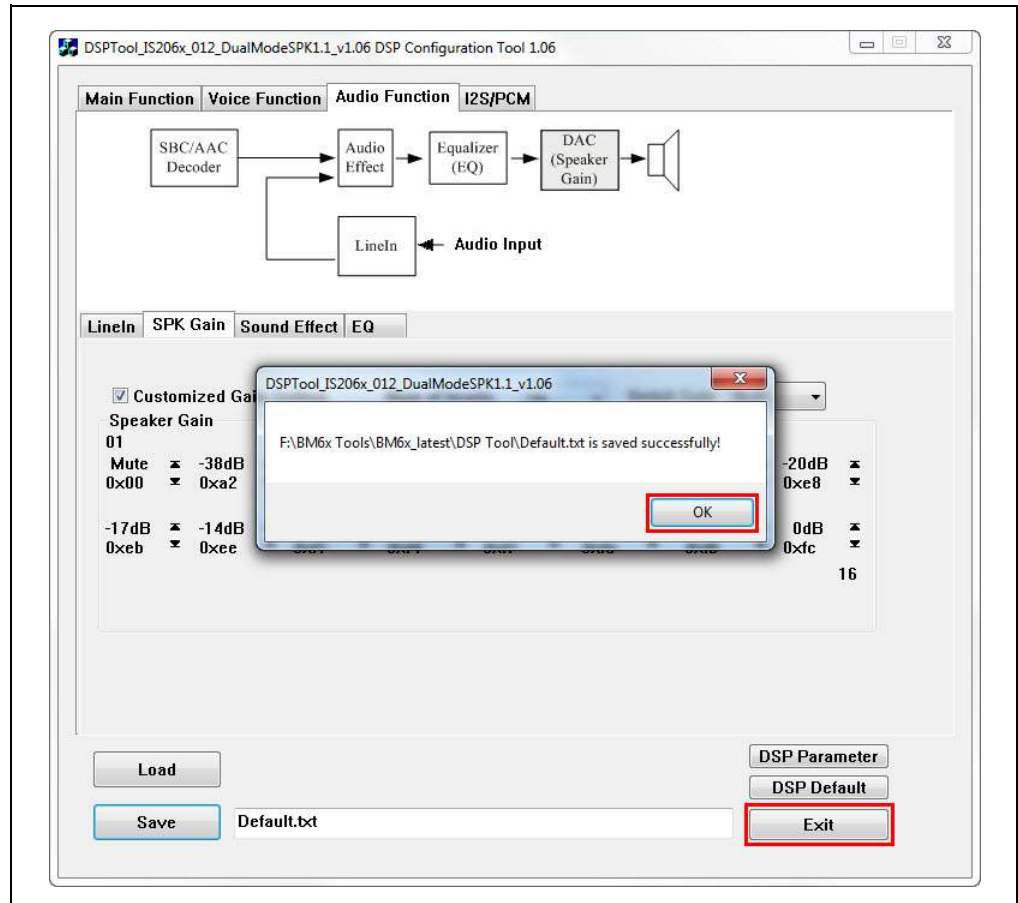 DSPTool_IS206x_012_DualModeSPK1.1_v1.06 DSP Configuration Tool 1.06
Main Function Voice Function Audio Function I2S/PCM
SBC/AAC Decoder
Audio Effect
Equalizer (EQ)
DAC (Speaker Gain)
LineIn
Audio Input
LineIn SPK Gain Sound Effect EQ
DSPTool_IS206x_012_DualModeSPK1.1_v1.06
F:\BM6x Tools\BM6x_latest\DSP Tool\Default.txt is saved successfully!
OK
Customized
Speaker Gain
01
Mute -38dB -20dB
0x00 0xa2 0xe8
-17dB -14dB 0dB
0xeb 0xee 0xfc
16
Load
DSP Parameter
DSP Default
Save Default.txt Exit